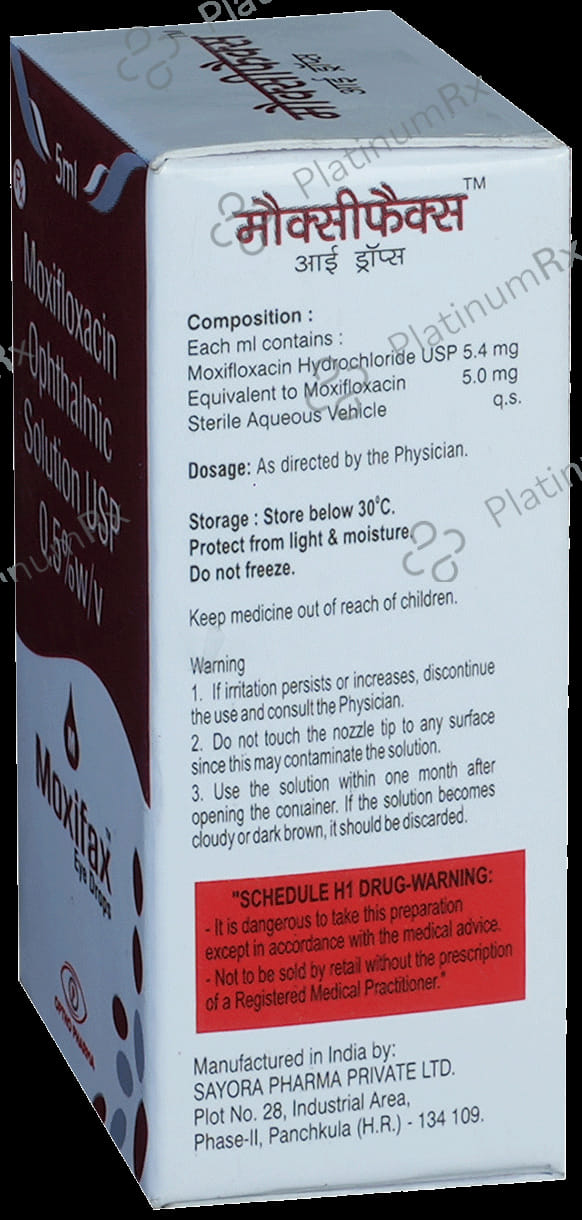 मौक्सीफैक्स
आई ड्रॉप्स
5ml
Rx
Moxifloxacin
Ophthalmic
Solution USP
0.5%w/v
Moxifax™
Eye Drops
OPTHO PHARMA
मौक्सीफैक्स™
आई ड्रॉप्स
Composition :
Each ml contains :
Moxifloxacin Hydrochloride USP 5.4 mg
Equivalent to Moxifloxacin 5.0 mg
Sterile Aqueous Vehicle q.s.
Dosage: As directed by the Physician.
Storage : Store below 30°C.
Protect from light & moisture.
Do not freeze.
Keep medicine out of reach of children.
Warning
1. If irritation persists or increases, discontinue
the use and consult the Physician.
2. Do not touch the nozzle tip to any surface
since this may contaminate the solution.
3. Use the solution within one month after
opening the container. If the solution becomes
cloudy or dark brown, it should be discarded.
"SCHEDULE H1 DRUG-WARNING:
- It is dangerous to take this preparation
except in accordance with the medical advice.
- Not to be sold by retail without the prescription
of a Registered Medical Practitioner."
Manufactured in India by:
SAYORA PHARMA PRIVATE LTD.
Plot No. 28, Industrial Area,
Phase-II, Panchkula (H.R.) - 134 109.
PlatinumRx
PlatinumRx
PlatinumRx